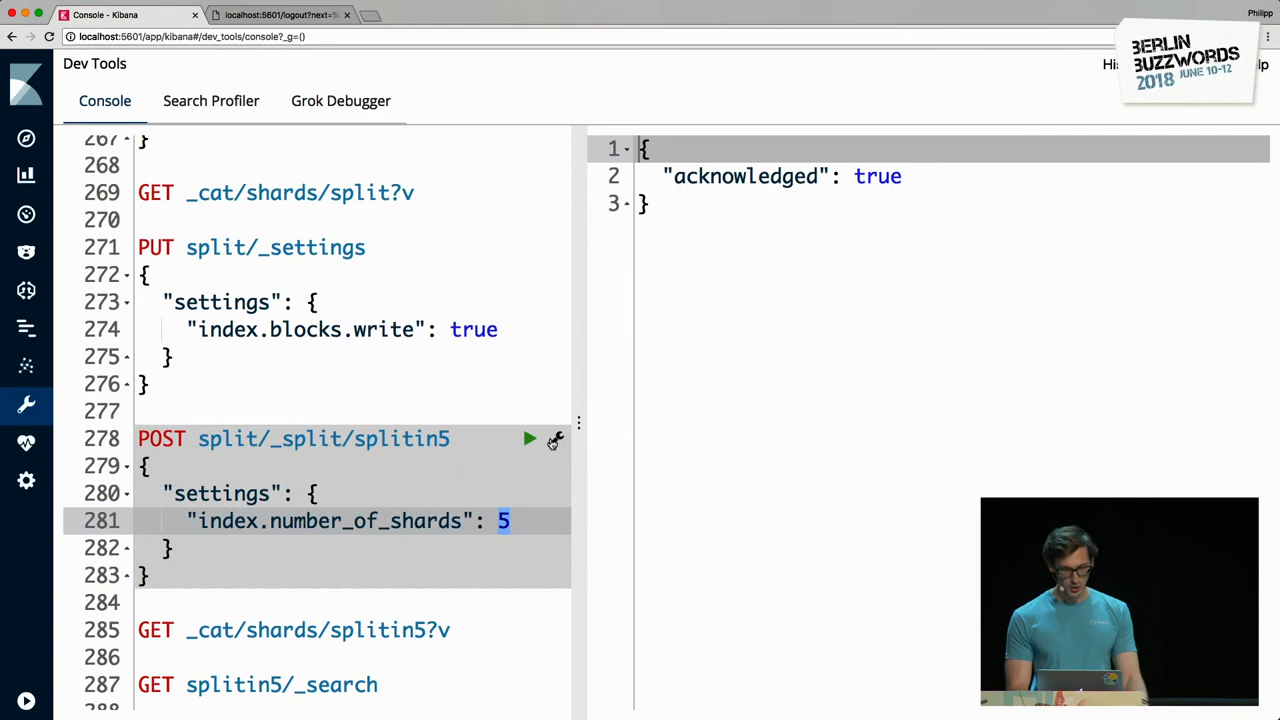 Console - Kibana
localhost:5601/logout?next=%
Philipp
localhost:5601/app/kibana#/dev_tools/console?_g=()
BERLIN
BUZZWORDS
2018 JUNE 10-12
Dev Tools
Console Search Profiler Grok Debugger
267 }
268
269 GET _cat/shards/split?v
270
271 PUT split/_settings
272 {
273 "settings": {
274 "index.blocks.write": true
275 }
276 }
277
278 POST split/_split/splitin5
279 {
280 "settings": {
281 "index.number_of_shards": 5
282 }
283 }
284
285 GET _cat/shards/splitin5?v
286
287 GET splitin5/_search
1 {
2 "acknowledged": true
3 }